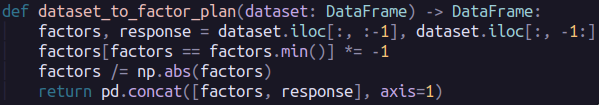 def dataset_to_factor_plan(dataset: DataFrame) -> DataFrame:
    factors, response = dataset.iloc[:, :-1], dataset.iloc[:, -1:]
    factors[factors == factors.min()] *= -1
    factors /= np.abs(factors)
    return pd.concat([factors, response], axis=1)